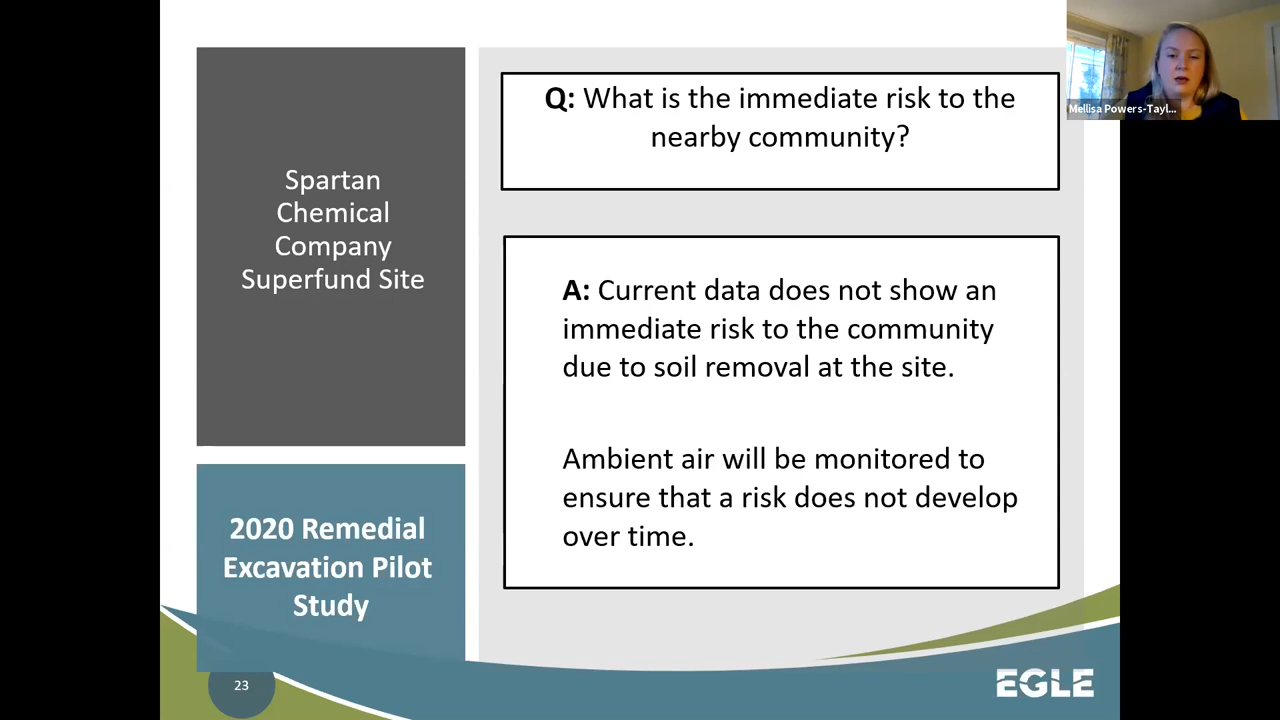 Spartan
Chemical
Company
Superfund Site
2020 Remedial
Excavation Pilot
Study
Q: What is the immediate risk to the
nearby community?
A: Current data does not show an
immediate risk to the community
due to soil removal at the site.
Ambient air will be monitored to
ensure that a risk does not develop
over time.
Mellisa Powers-Tayl...
23
EGLE